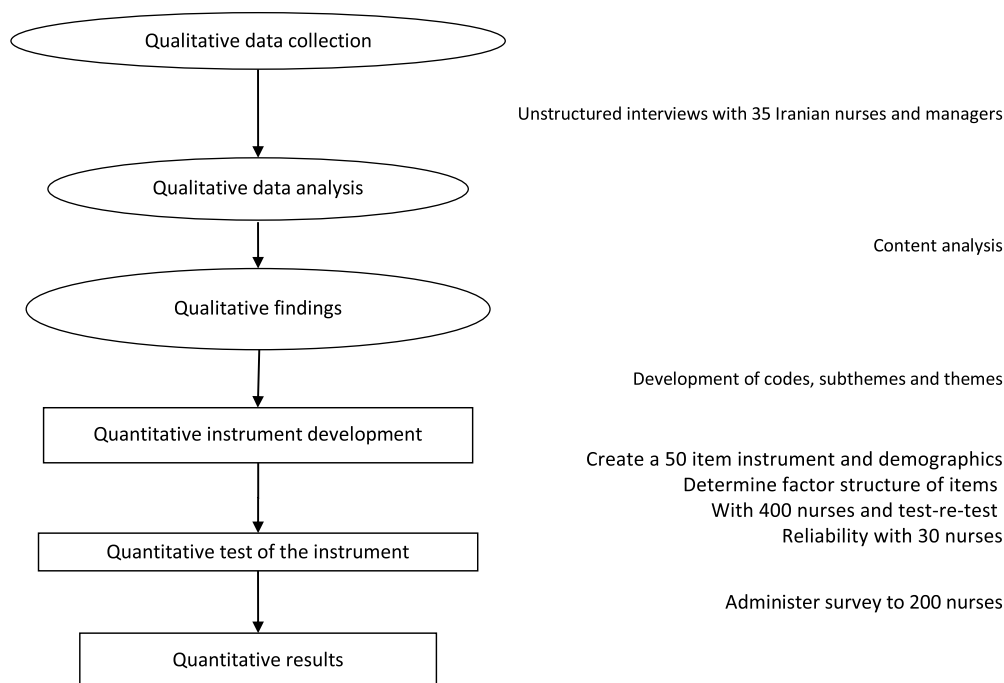 Qualitative data collection
Unstructured interviews with 35 Iranian nurses and managers
Qualitative data analysis
Content analysis
Qualitative findings
Development of codes, subthemes and themes
Quantitative instrument development
Create a 50 item instrument and demographics
Determine factor structure of items
With 400 nurses and test-re-test
Reliability with 30 nurses
Quantitative test of the instrument
Administer survey to 200 nurses
Quantitative results